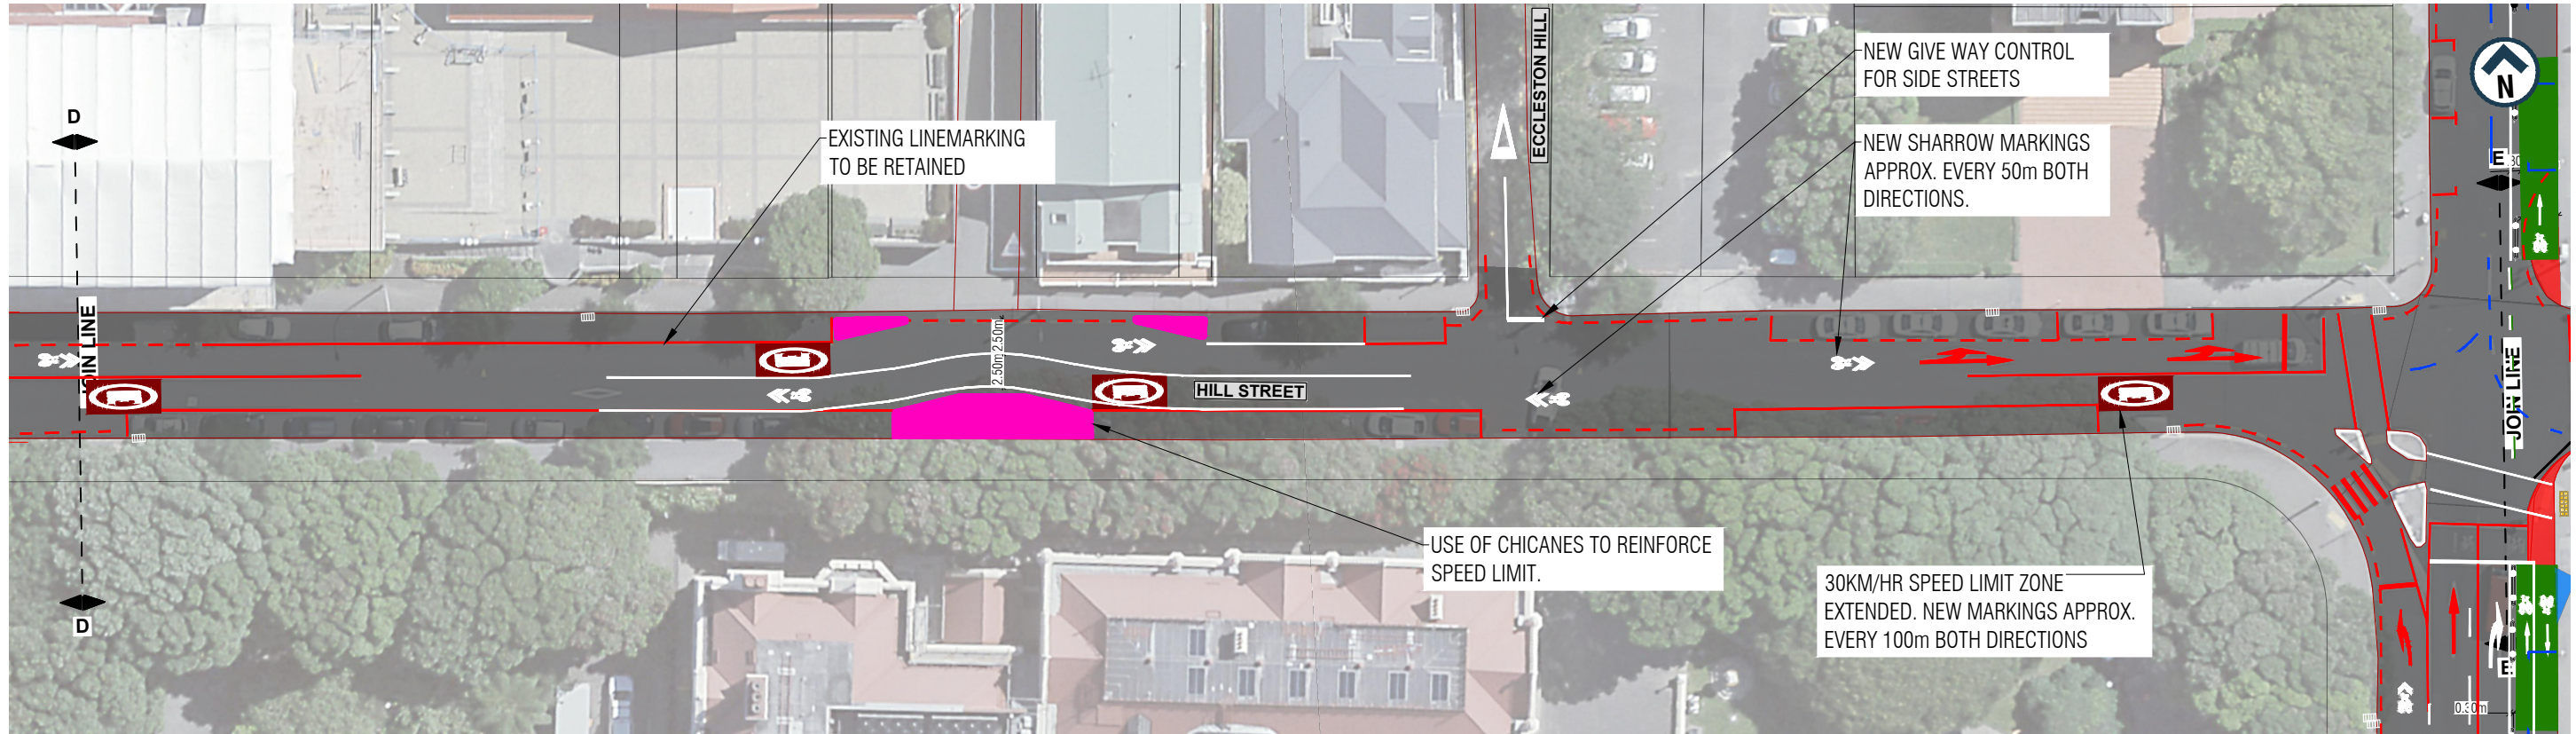 D
EXISTING LINEMARKING
TO BE RETAINED
ECCLESTON HILL
NEW GIVE WAY CONTROL
FOR SIDE STREETS
NEW SHARROW MARKINGS
APPROX. EVERY 50m BOTH
DIRECTIONS.
N
E
JOIN LINE
2.50m
2.50m
HILL STREET
JOIN LINE
USE OF CHICANES TO REINFORCE
SPEED LIMIT.
30KM/HR SPEED LIMIT ZONE
EXTENDED. NEW MARKINGS APPROX.
EVERY 100m BOTH DIRECTIONS
D
E
0.30m